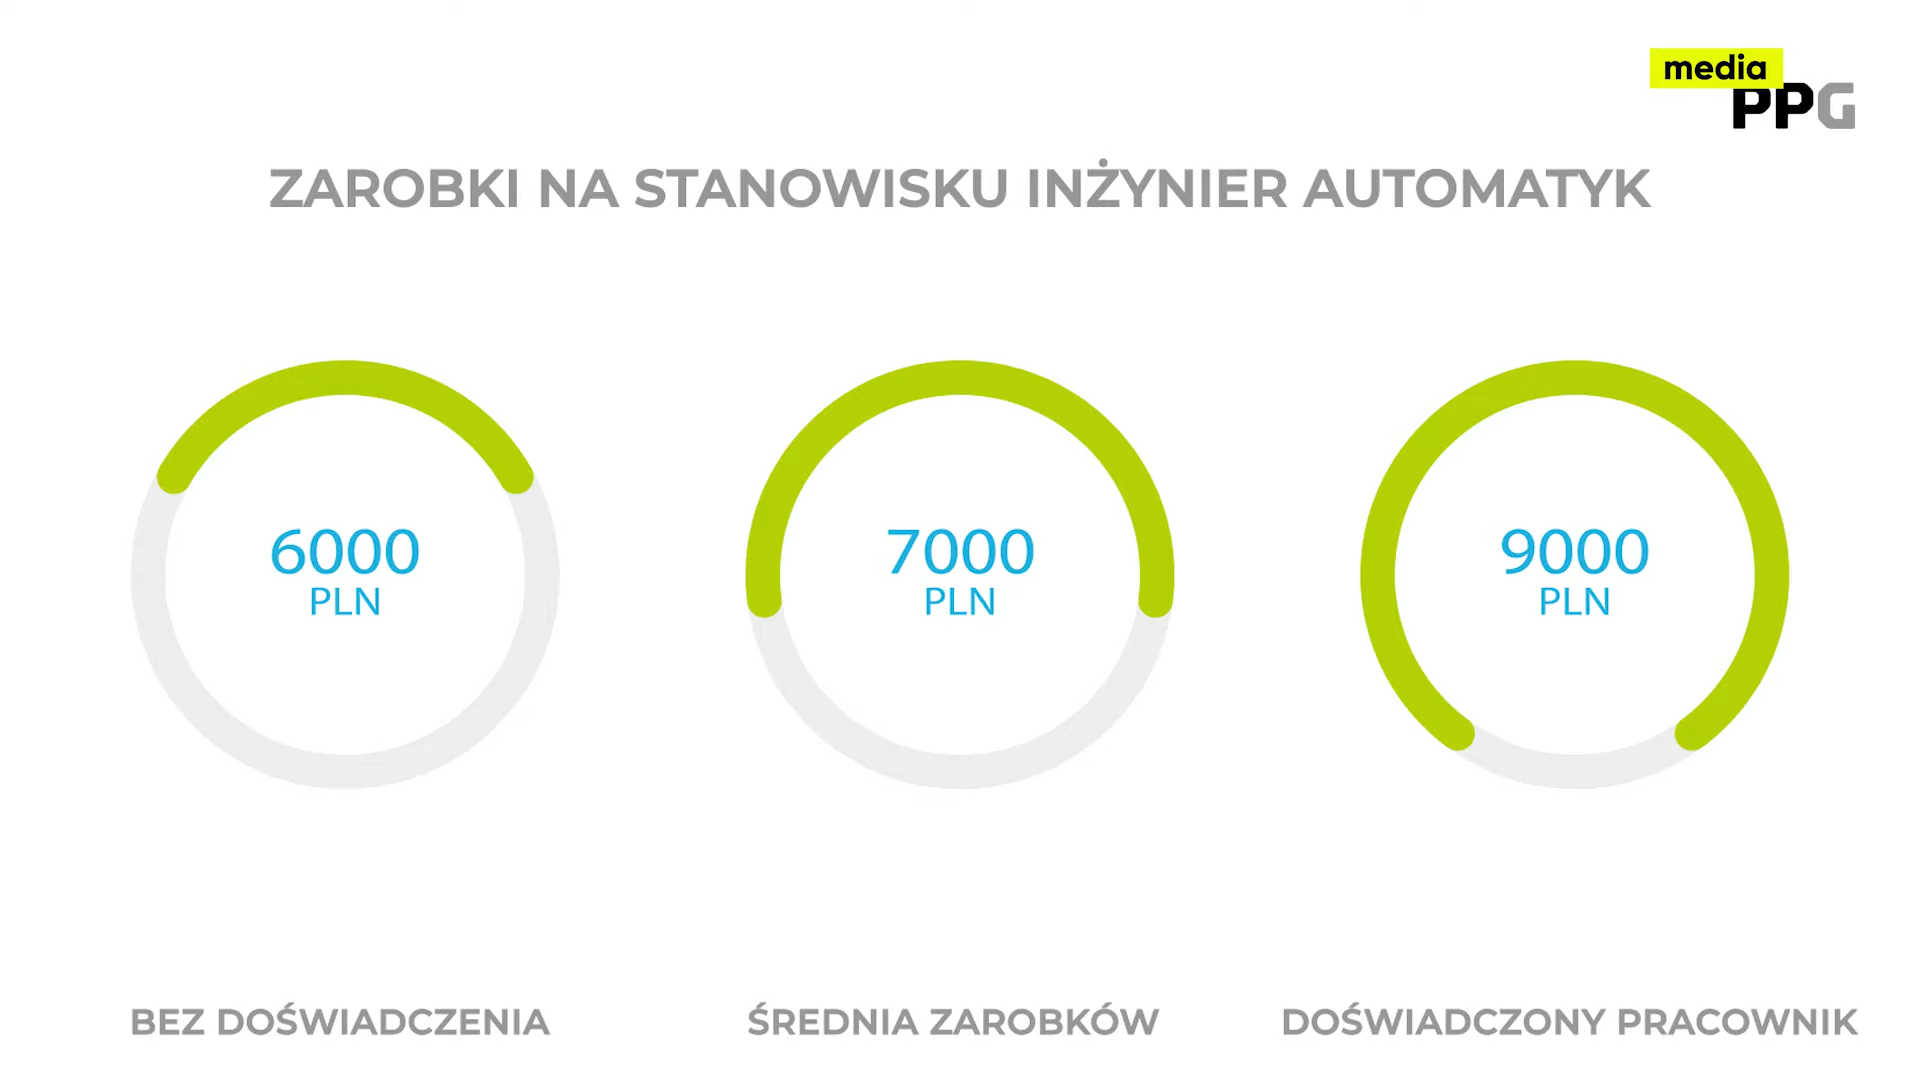 media
PPG
ZAROBKI NA STANOWISKU INŻYNIER AUTOMATYK
6000
PLN
7000
PLN
9000
PLN
BEZ DOŚWIADCZENIA
ŚREDNIA ZAROBKÓW
DOŚWIADCZONY PRACOWNIK